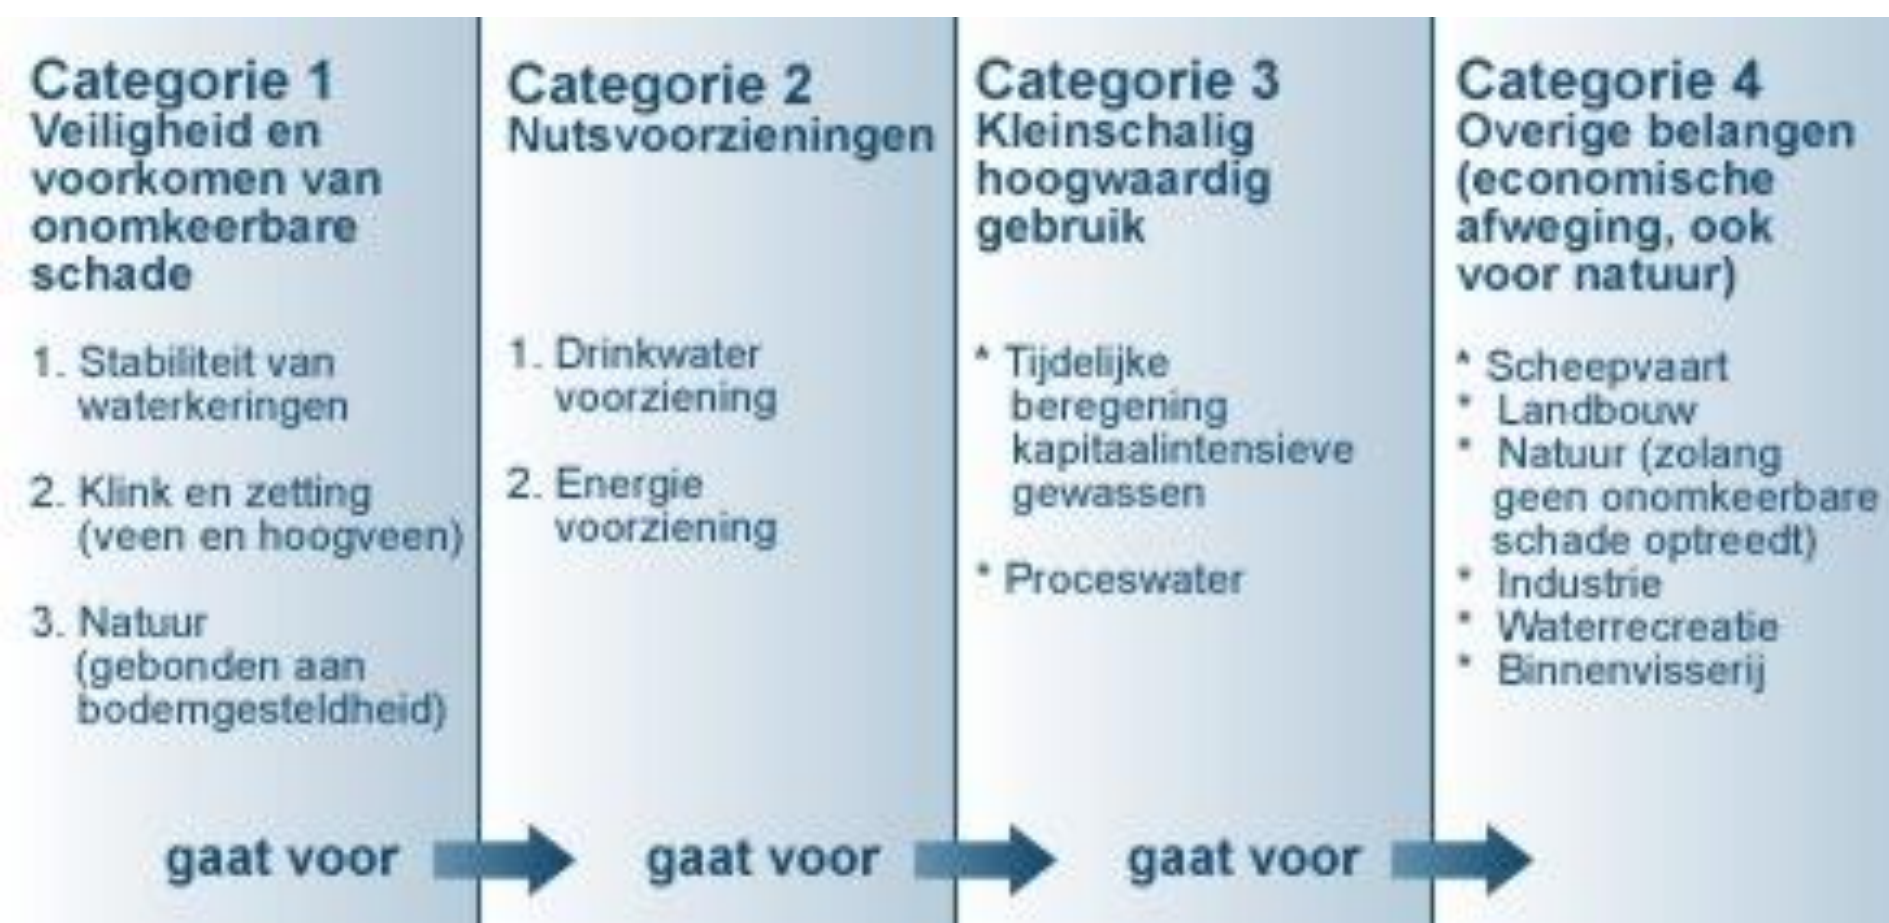 Categorie 1
Veiligheid en
voorkomen van
onomkeerbare
schade
1. Stabiliteit van
waterkeringen
2. Klink en zetting
(veen en hoogveen)
3. Natuur
(gebonden aan
bodemgesteldheid)
gaat voor
Categorie 2
Nutsvoorzieningen
1. Drinkwater
voorziening
2. Energie
voorziening
gaat voor
Categorie 3
Kleinschalig
hoogwaardig
gebruik
* Tijdelijke
beregening
kapitaalintensieve
gewassen
* Proceswater
gaat voor
Categorie 4
Overige belangen
(economische
afweging, ook
voor natuur)
* Scheepvaart
* Landbouw
* Natuur (zolang
geen onomkeerbare
schade optreedt)
* Industrie
* Waterrecreatie
* Binnenvisserij